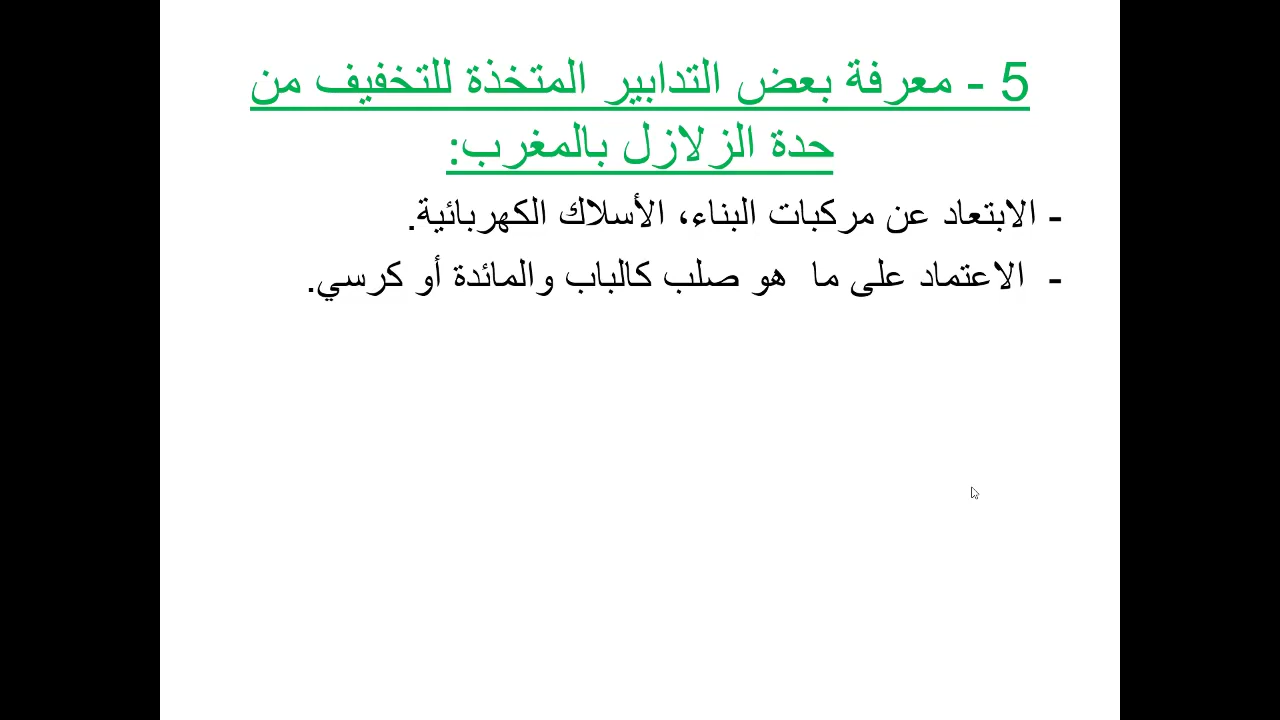 5 - معرفة بعض التدابير المتخذة للتخفيف من
حدة الزلازل بالمغرب:
- الابتعاد عن مركبات البناء، الأسلاك الكهربائية.
- الاعتماد على ما هو صلب كالباب والمائدة أو كرسي.